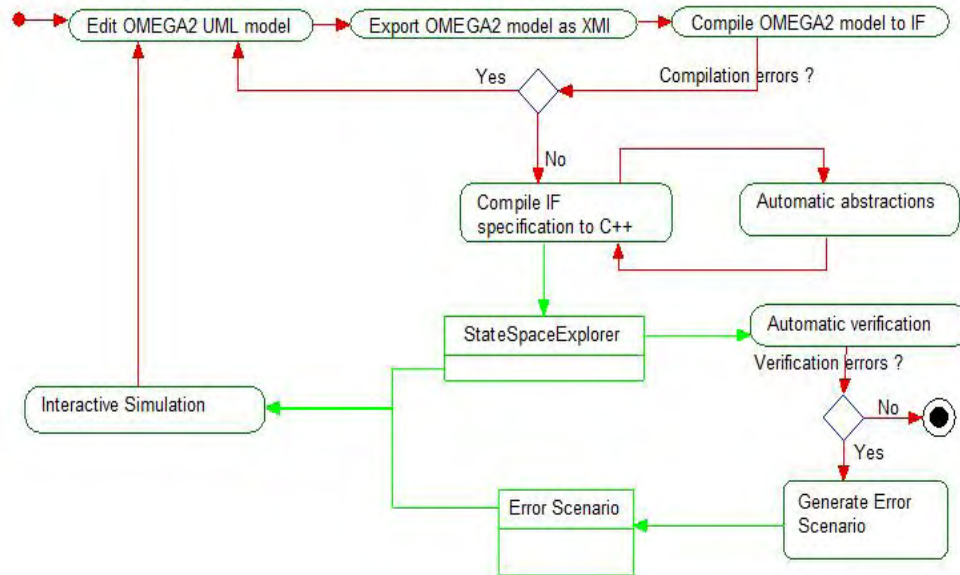 Edit OMEGA2 UML model
Export OMEGA2 model as XMI
Compile OMEGA2 model to IF
Yes
Compilation errors ?
No
Compile IF
specification to C++
Automatic abstractions
StateSpaceExplorer
Automatic verification
Verification errors ?
Interactive Simulation
No
Yes
Error Scenario
Generate Error
Scenario